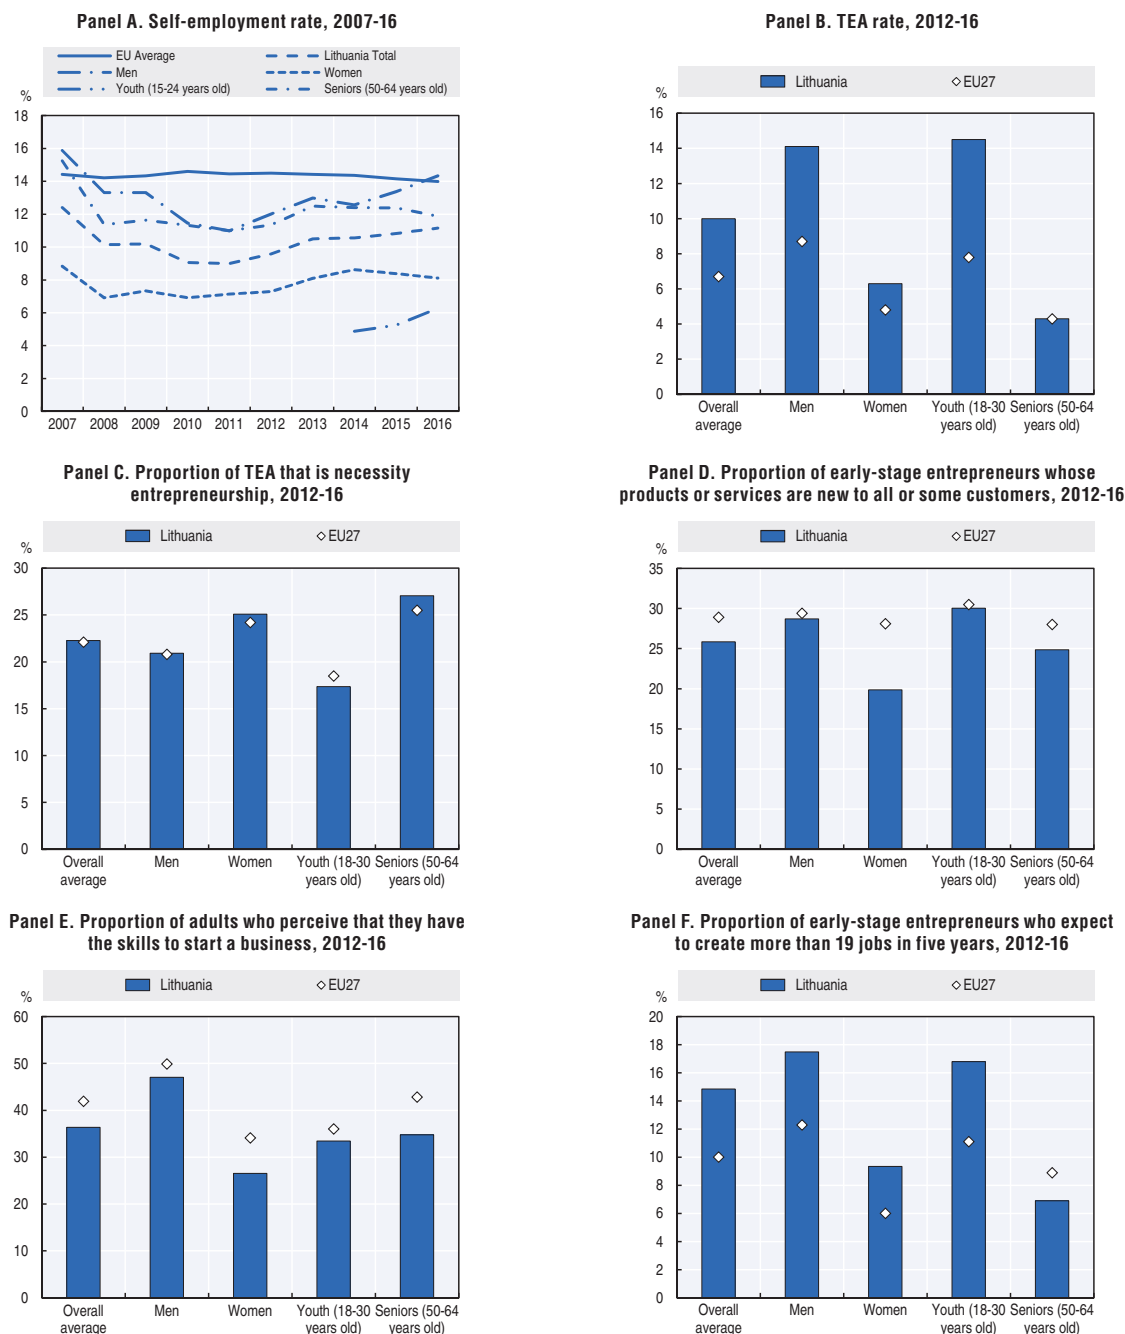 Panel A. Self-employment rate, 2007-16
EU Average
Lithuania Total
Men
Women
Youth (15-24 years old)
Seniors (50-64 years old)
%
18
16
14
12
10
8
6
4
2
0
2007 2008 2009 2010 2011 2012 2013 2014 2015 2016
Panel B. TEA rate, 2012-16
Lithuania
EU27
%
16
14
12
10
8
6
4
2
0
Overall average
Men
Women
Youth (18-30 years old)
Seniors (50-64 years old)
Panel C. Proportion of TEA that is necessity
entrepreneurship, 2012-16
Lithuania
EU27
%
30
25
20
15
10
5
0
Overall average
Men
Women
Youth (18-30 years old)
Seniors (50-64 years old)
Panel D. Proportion of early-stage entrepreneurs whose
products or services are new to all or some customers, 2012-16
Lithuania
EU27
%
35
30
25
20
15
10
5
0
Overall average
Men
Women
Youth (18-30 years old)
Seniors (50-64 years old)
Panel E. Proportion of adults who perceive that they have
the skills to start a business, 2012-16
Lithuania
EU27
%
60
50
40
30
20
10
0
Overall average
Men
Women
Youth (18-30 years old)
Seniors (50-64 years old)
Panel F. Proportion of early-stage entrepreneurs who expect
to create more than 19 jobs in five years, 2012-16
Lithuania
EU27
%
20
18
16
14
12
10
8
6
4
2
0
Overall average
Men
Women
Youth (18-30 years old)
Seniors (50-64 years old)